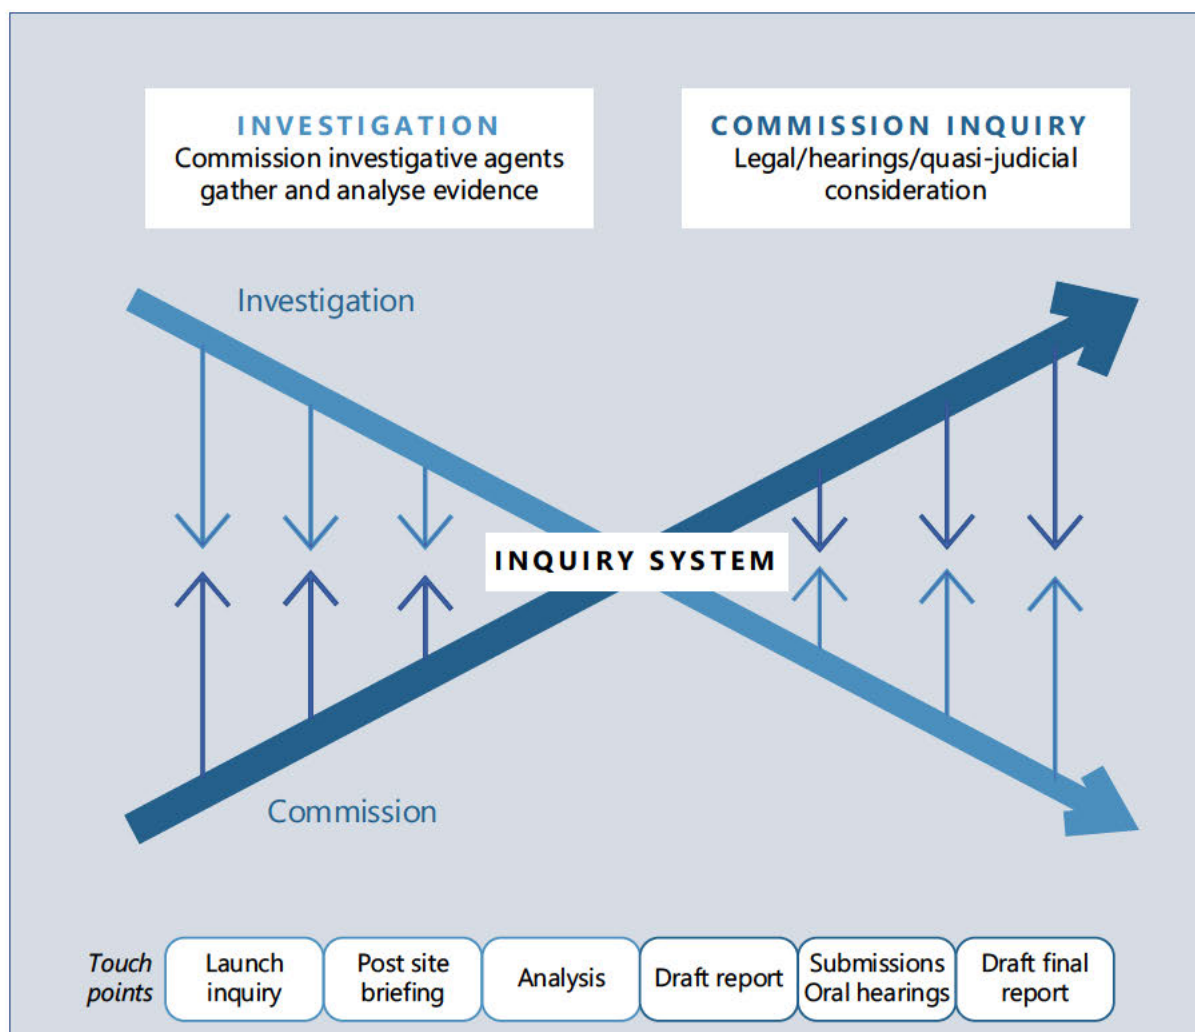 INVESTIGATION
Commission investigative agents
gather and analyse evidence
COMMISSION INQUIRY
Legal/hearings/quasi-judicial
consideration
Investigation
INQUIRY SYSTEM
Commission
Touch
points
Launch
inquiry
Post site
briefing
Analysis
Draft report
Submissions
Oral hearings
Draft final
report